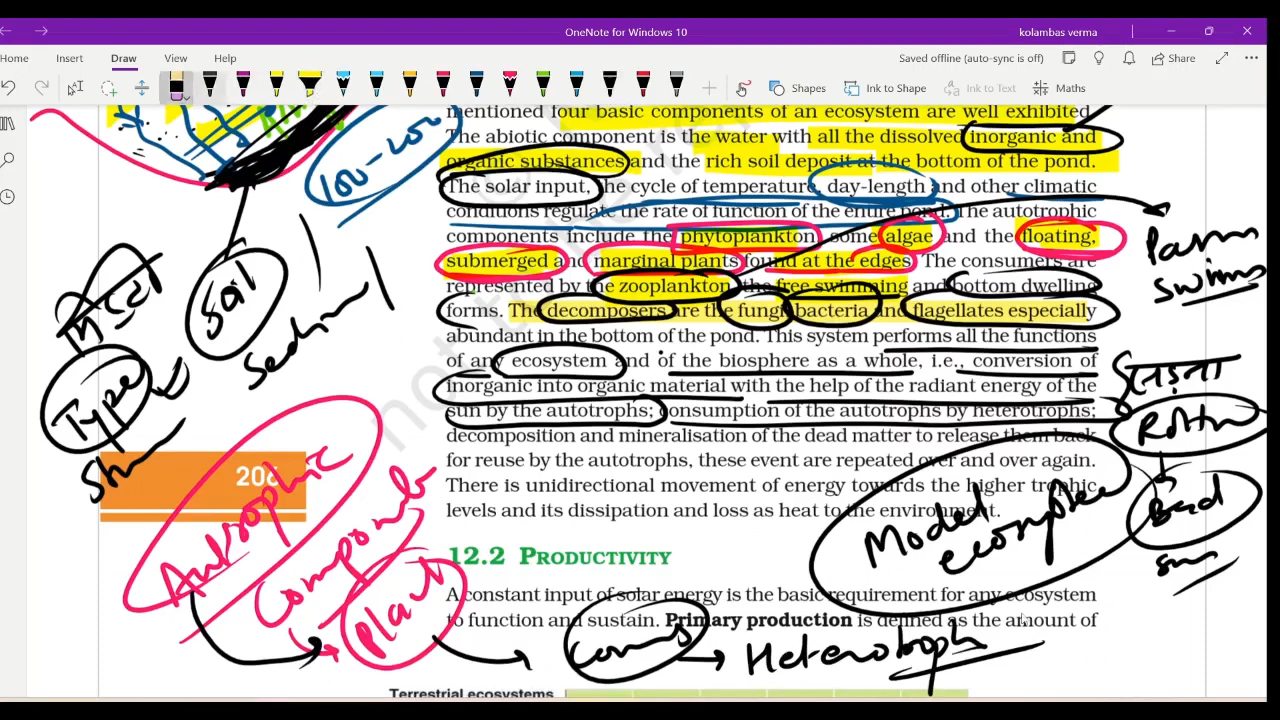 OneNote for Windows 10
kolambas verma
Home Insert Draw View Help
Saved offline (auto-sync is off)
Share
Shapes
Ink to Shape
Ink to Text
Maths
mentioned four basic components of an ecosystem are well exhibited.
The abiotic component is the water with all the dissolved inorganic and
organic substances and the rich soil deposit at the bottom of the pond.
The solar input, the cycle of temperature, day-length and other climatic
conditions regulate the rate of function of the entire pond. The autotrophic
components include the phytoplankton, some algae and the floating,
submerged and marginal plants found at the edges. The consumers are
represented by the zooplankton, the free swimming and bottom dwelling
forms. The decomposers are the fungi, bacteria and flagellates especially
abundant in the bottom of the pond. This system performs all the functions
of any ecosystem and of the biosphere as a whole, i.e., conversion of
inorganic into organic material with the help of the radiant energy of the
sun by the autotrophs; consumption of the autotrophs by heterotrophs;
decomposition and mineralisation of the dead matter to release them back
for reuse by the autotrophs, these event are repeated over and over again.
There is unidirectional movement of energy towards the higher trophic
levels and its dissipation and loss as heat to the environment.
12.2 PRODUCTIVITY
A constant input of solar energy is the basic requirement for any ecosystem
to function and sustain. Primary production is defined as the amount of
Terrestrial ecosystems
100-200
Type
swims
Model
Plant